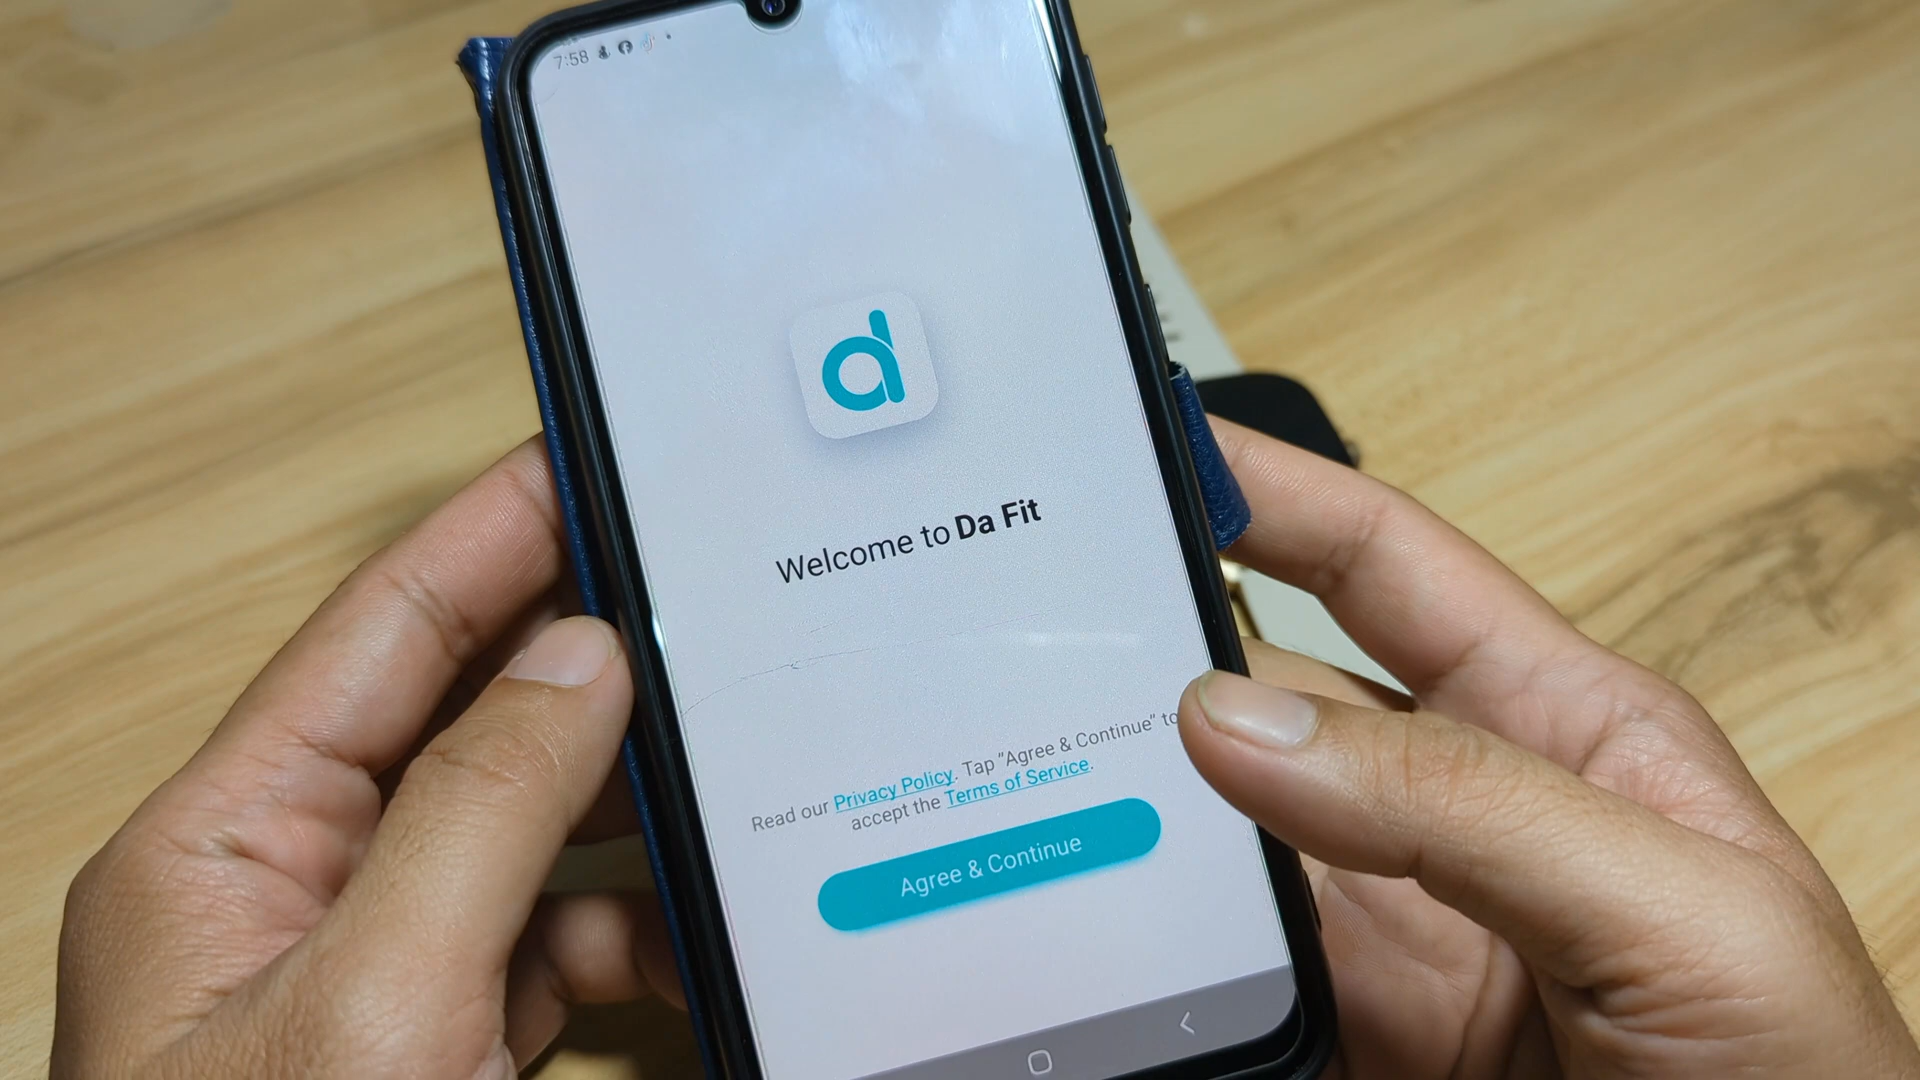 7:58
Welcome to Da Fit
Read our Privacy Policy. Tap "Agree & Continue" to
accept the Terms of Service.
Agree & Continue